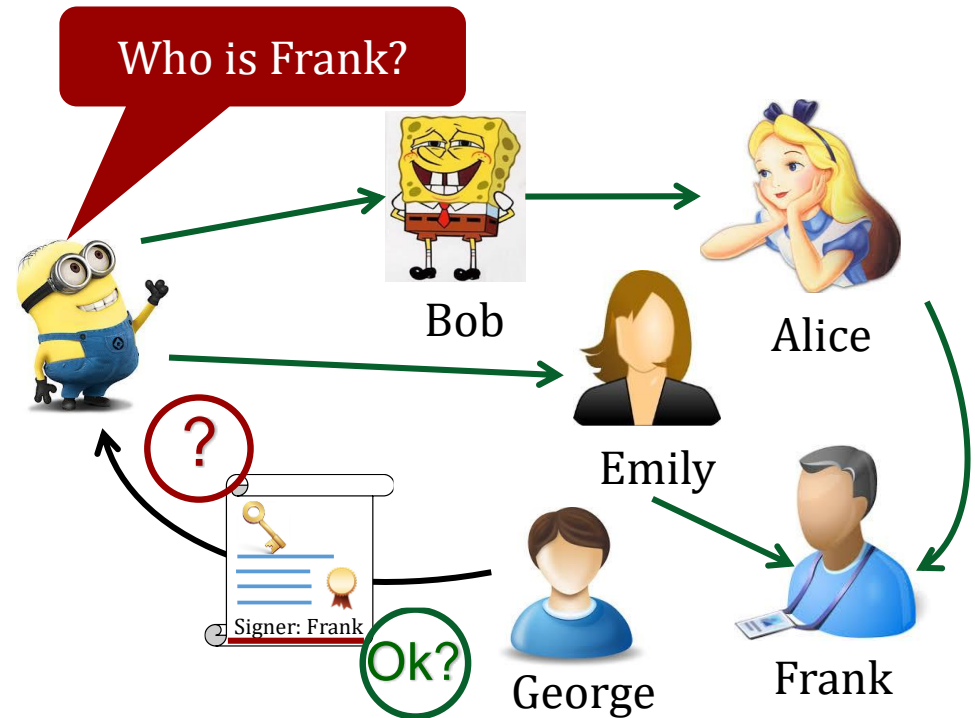 Who is Frank?
Bob
Alice
Emily
?
Signer: Frank
Ok?
George
Frank